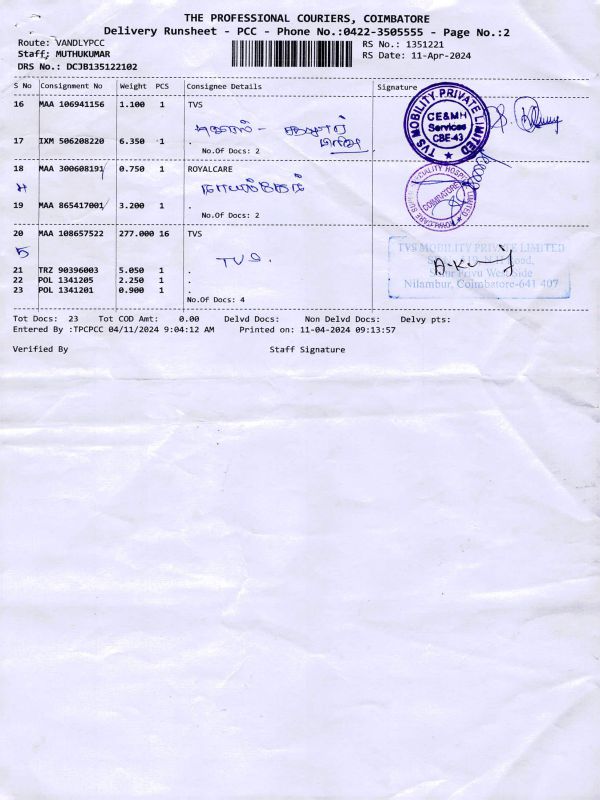 THE PROFESSIONAL COURIERS, COIMBATORE
Delivery Runsheet - PCC - Phone No.:0422-3505555 - Page No.:2
Route: VANDLYPCC
RS No.: 1351221
Staff: MUTHUKUMAR
RS Date: 11-Apr-2024
DRS No.: DCJB135122102
S No Consignment No Weight PCS Consignee Details Signature
16 MAA 106941156 1.100 1 TVS
17 IXM 506208220 6.350 1 .
No.Of Docs: 2
TVS MOBILITY PRIVATE LIMITED
CE&MH
Services
CBE-43
18 MAA 300608191 0.750 1 ROYALCARE
19 MAA 865417001 3.200 1 .
No.Of Docs: 2
COIMBATORE
20 MAA 108657522 277.000 16 TVS
5
TVS.
21 TRZ 90396003 5.050 1 .
22 POL 1341205 2.250 1 .
23 POL 1341201 0.900 1 .
No.Of Docs: 4
TVS MOBILITY PRIVATE LIMITED
Nilambur, Coimbatore-641 407
Tot Docs: 23 Tot COD Amt: 0.00 Delvd Docs: Non Delvd Docs: Delvy pts:
Entered By :TPCPCC 04/11/2024 9:04:12 AM Printed on: 11-04-2024 09:13:57
Verified By Staff Signature